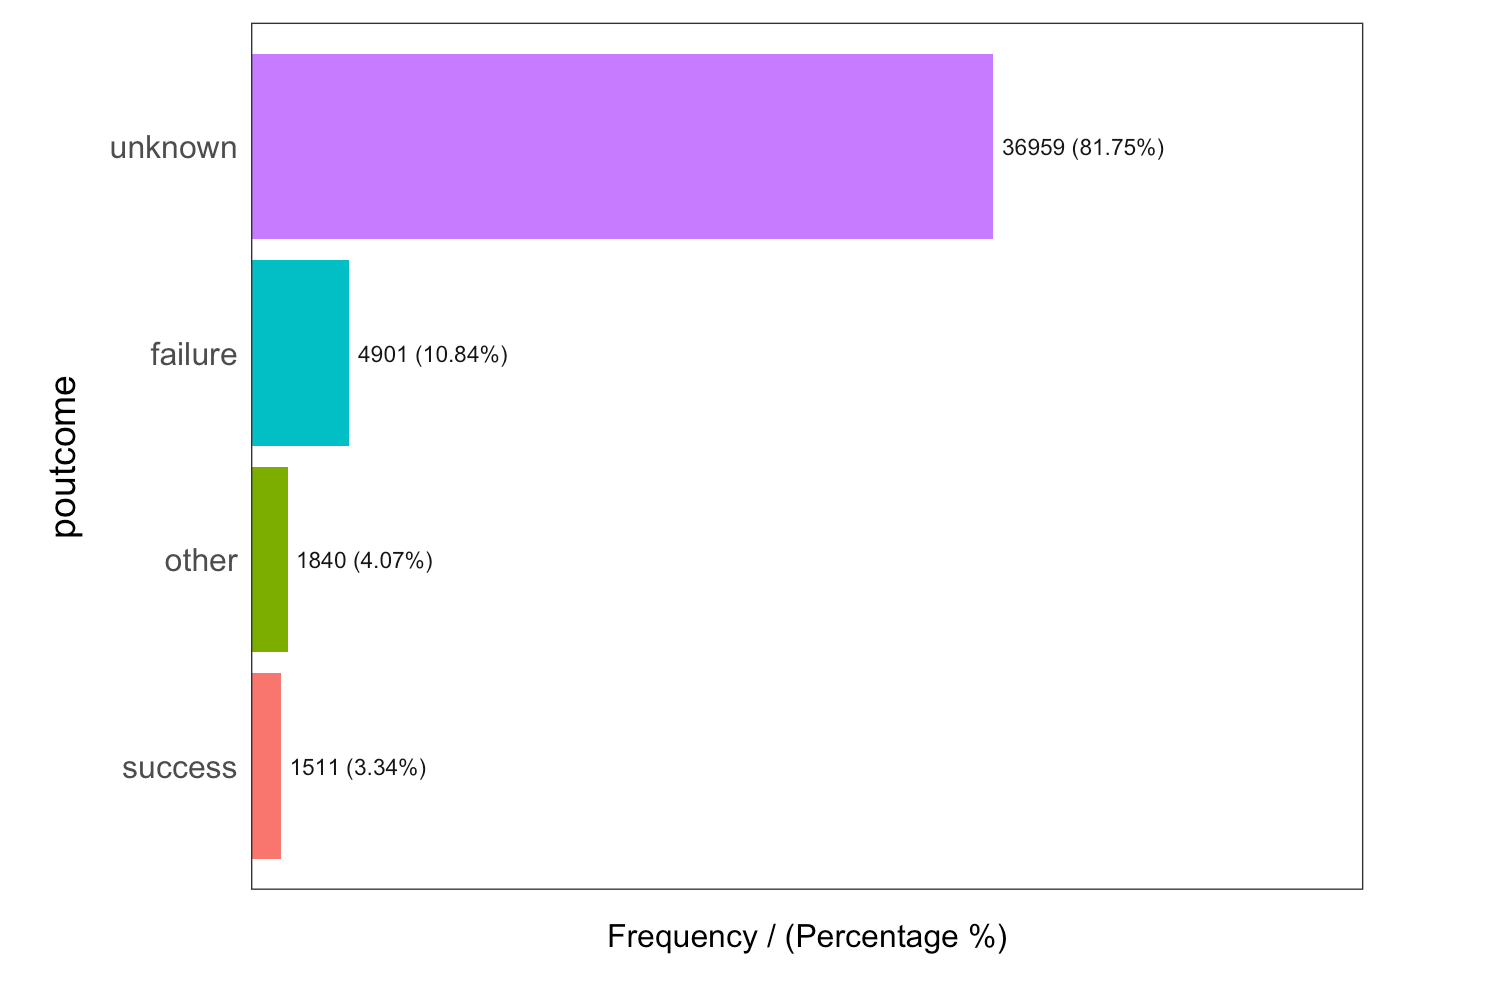 poutcome
unknown
36959 (81.75%)
failure
4901 (10.84%)
other
1840 (4.07%)
success
1511 (3.34%)
Frequency / (Percentage %)